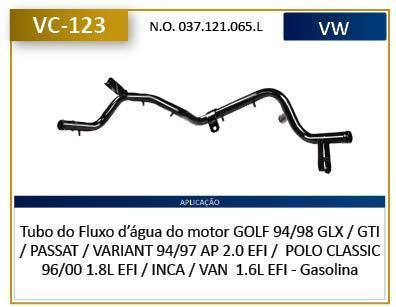 VC-123
N.O. 037.121.065.L
VW
APLICAÇÃO
Tubo do Fluxo d’água do motor GOLF 94/98 GLX / GTI
/ PASSAT / VARIANT 94/97 AP 2.0 EFI / POLO CLASSIC
96/00 1.8L EFI / INCA / VAN 1.6L EFI - Gasolina